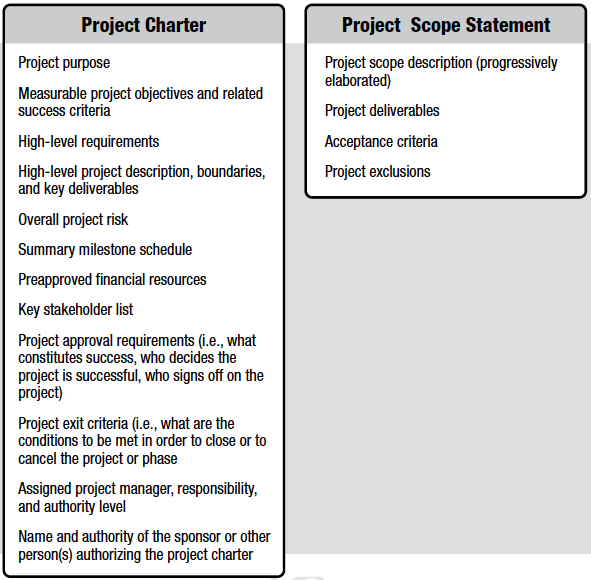 Project Charter
Project purpose
Measurable project objectives and related
success criteria
High-level requirements
High-level project description, boundaries,
and key deliverables
Overall project risk
Summary milestone schedule
Preapproved financial resources
Key stakeholder list
Project approval requirements (i.e., what
constitutes success, who decides the
project is successful, who signs off on the
project)
Project exit criteria (i.e., what are the
conditions to be met in order to close or to
cancel the project or phase
Assigned project manager, responsibility,
and authority level
Name and authority of the sponsor or other
person(s) authorizing the project charter
Project Scope Statement
Project scope description (progressively
elaborated)
Project deliverables
Acceptance criteria
Project exclusions